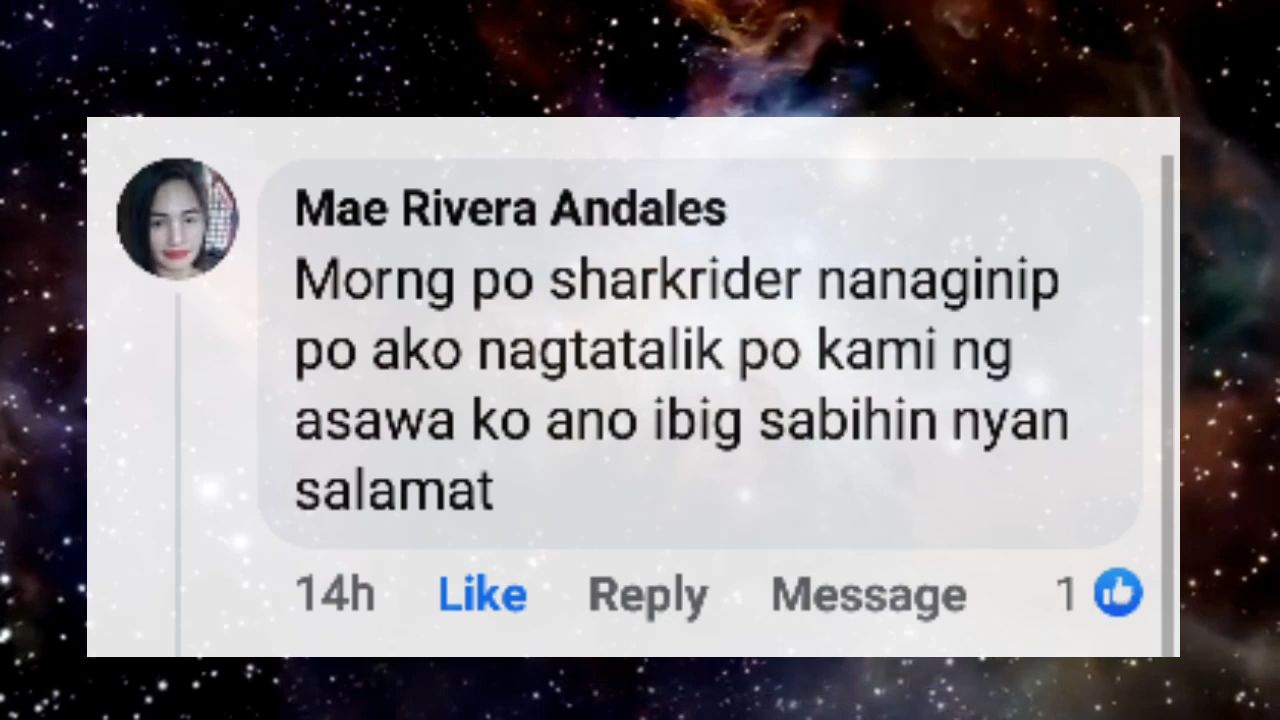 Mae Rivera Andales
Morng po sharkrider nanaginip
po ako nagtatalik po kami ng
asawa ko ano ibig sabihin nyan
salamat
14h Like Reply Message 1